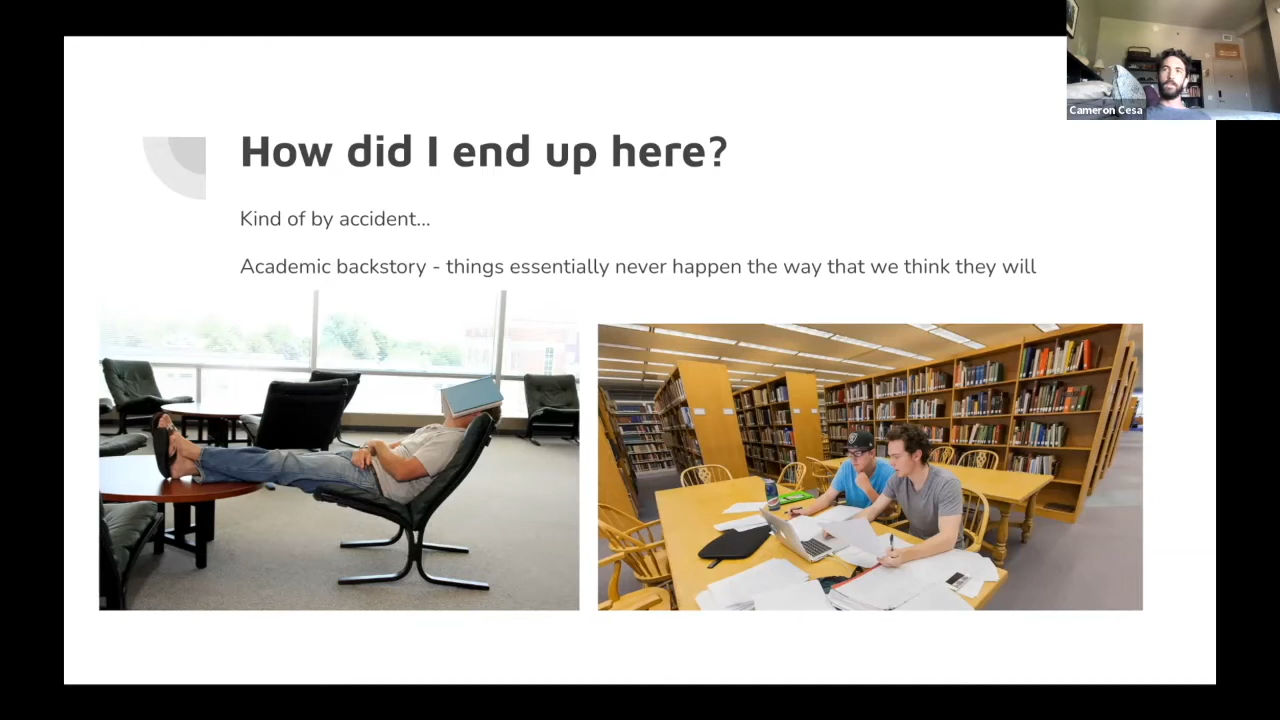 How did I end up here?
Kind of by accident...
Academic backstory - things essentially never happen the way that we think they will
Cameron Cesa